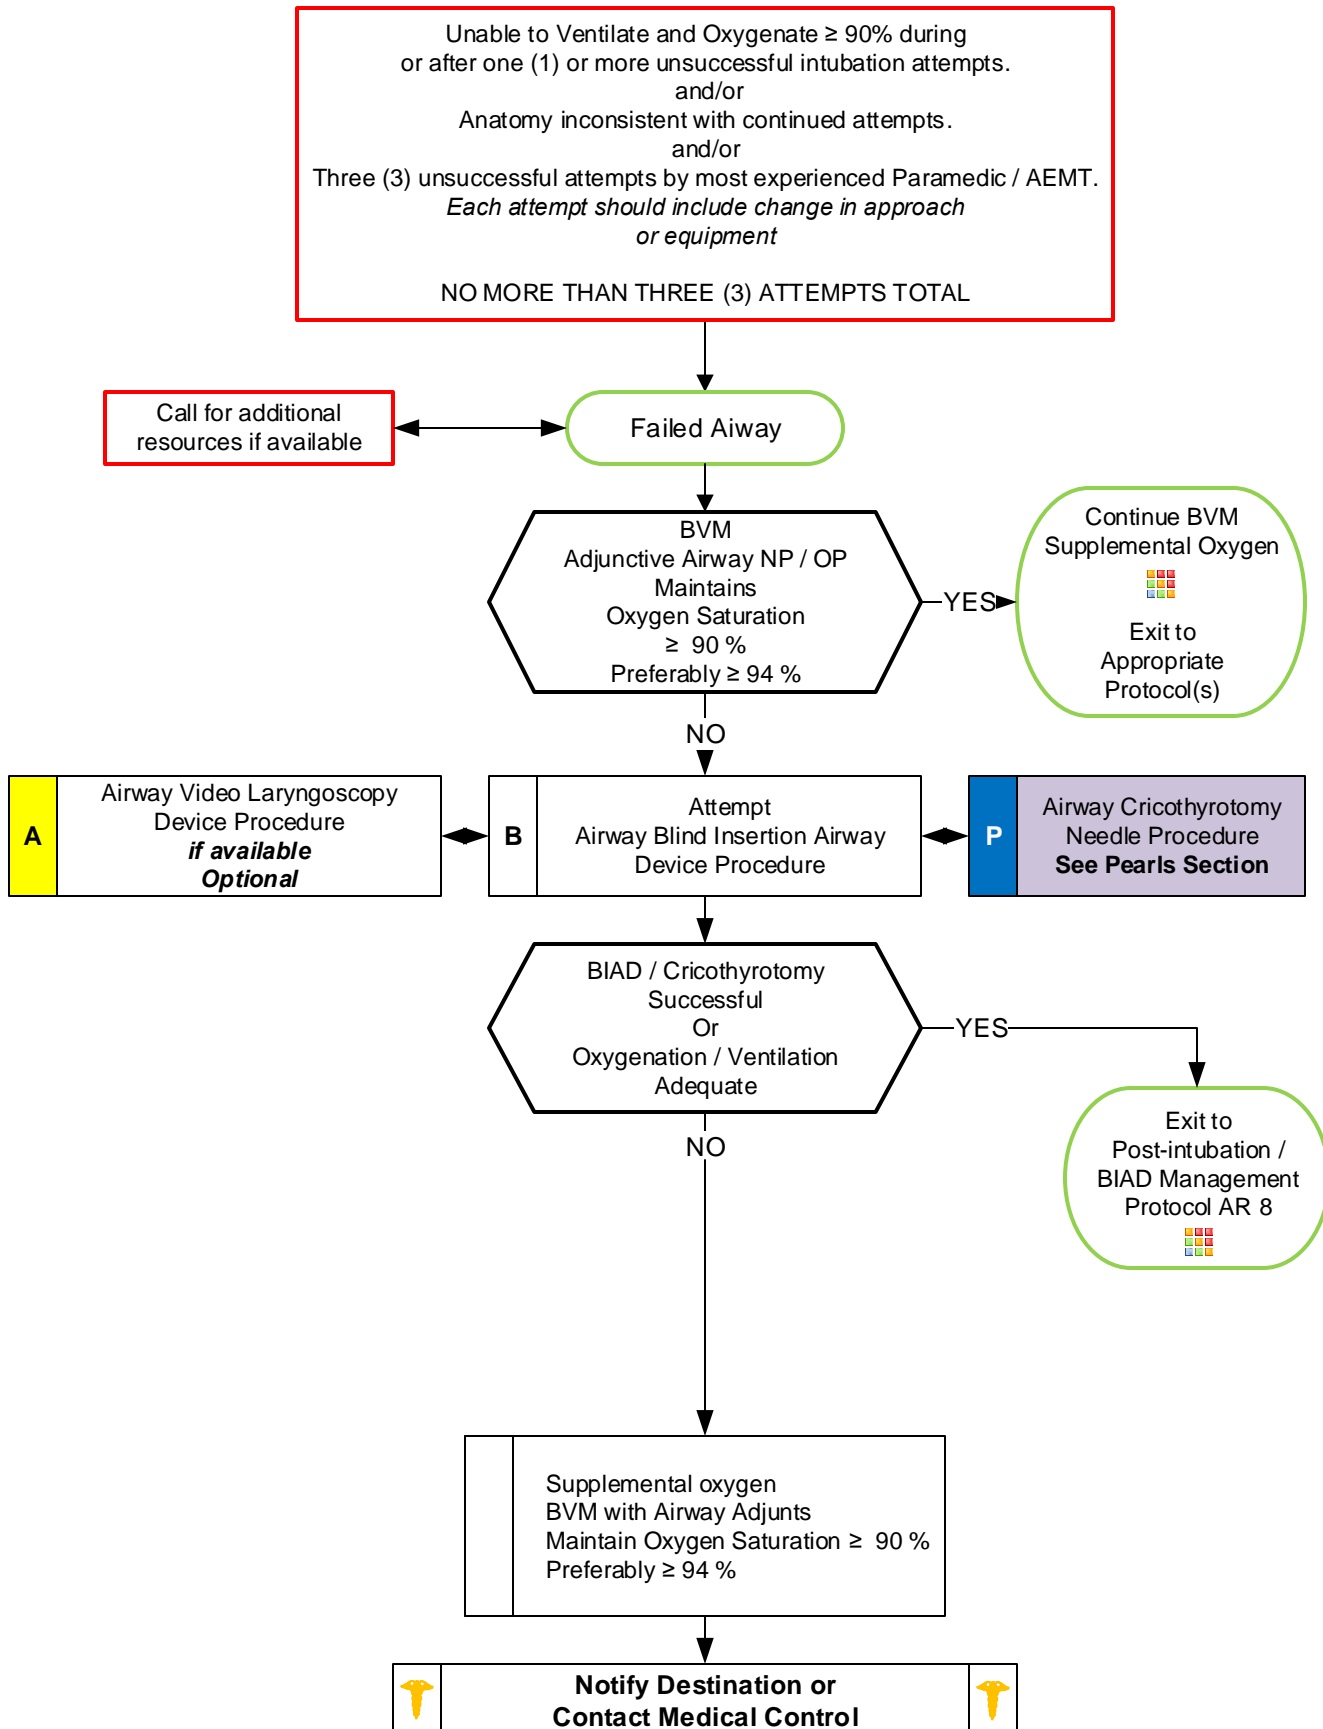 Unable to Ventilate and Oxygenate ≥ 90% during
or after one (1) or more unsuccessful intubation attempts.
and/or
Anatomy inconsistent with continued attempts.
and/or
Three (3) unsuccessful attempts by most experienced Paramedic / AEMT.
Each attempt should include change in approach
or equipment
NO MORE THAN THREE (3) ATTEMPTS TOTAL
Call for additional
resources if available
Failed Aiway
BVM
Adjunctive Airway NP / OP
Maintains
Oxygen Saturation
≥ 90 %
Preferably ≥ 94 %
YES
Continue BVM
Supplemental Oxygen
Exit to
Appropriate
Protocol(s)
NO
A
Airway Video Laryngoscopy
Device Procedure
if available
Optional
B
Attempt
Airway Blind Insertion Airway
Device Procedure
P
Airway Cricothyrotomy
Needle Procedure
See Pearls Section
BIAD / Cricothyrotomy
Successful
Or
Oxygenation / Ventilation
Adequate
YES
Exit to
Post-intubation /
BIAD Management
Protocol AR 8
NO
Supplemental oxygen
BVM with Airway Adjunts
Maintain Oxygen Saturation ≥ 90 %
Preferably ≥ 94 %
Notify Destination or
Contact Medical Control